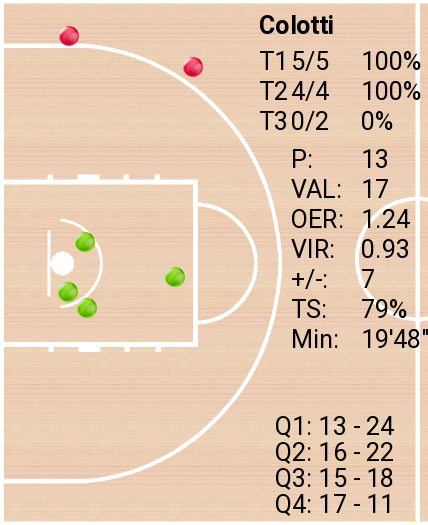 Colotti
T1 5/5 100%
T2 4/4 100%
T3 0/2 0%
P: 13
VAL: 17
OER: 1.24
VIR: 0.93
+/-: 7
TS: 79%
Min: 19'48"
Q1: 13 - 24
Q2: 16 - 22
Q3: 15 - 18
Q4: 17 - 11